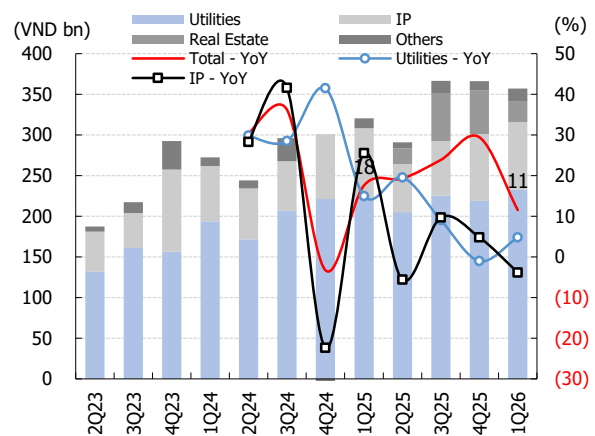 (VND bn)
(%)
Utilities
IP
Real Estate
Others
Total - YoY
Utilities - YoY
IP - YoY
400
350
300
250
200
150
100
50
0
50
40
30
20
10
0
(10)
(20)
(30)
18
11
2Q23
3Q23
4Q23
1Q24
2Q24
3Q24
4Q24
1Q25
2Q25
3Q25
4Q25
1Q26